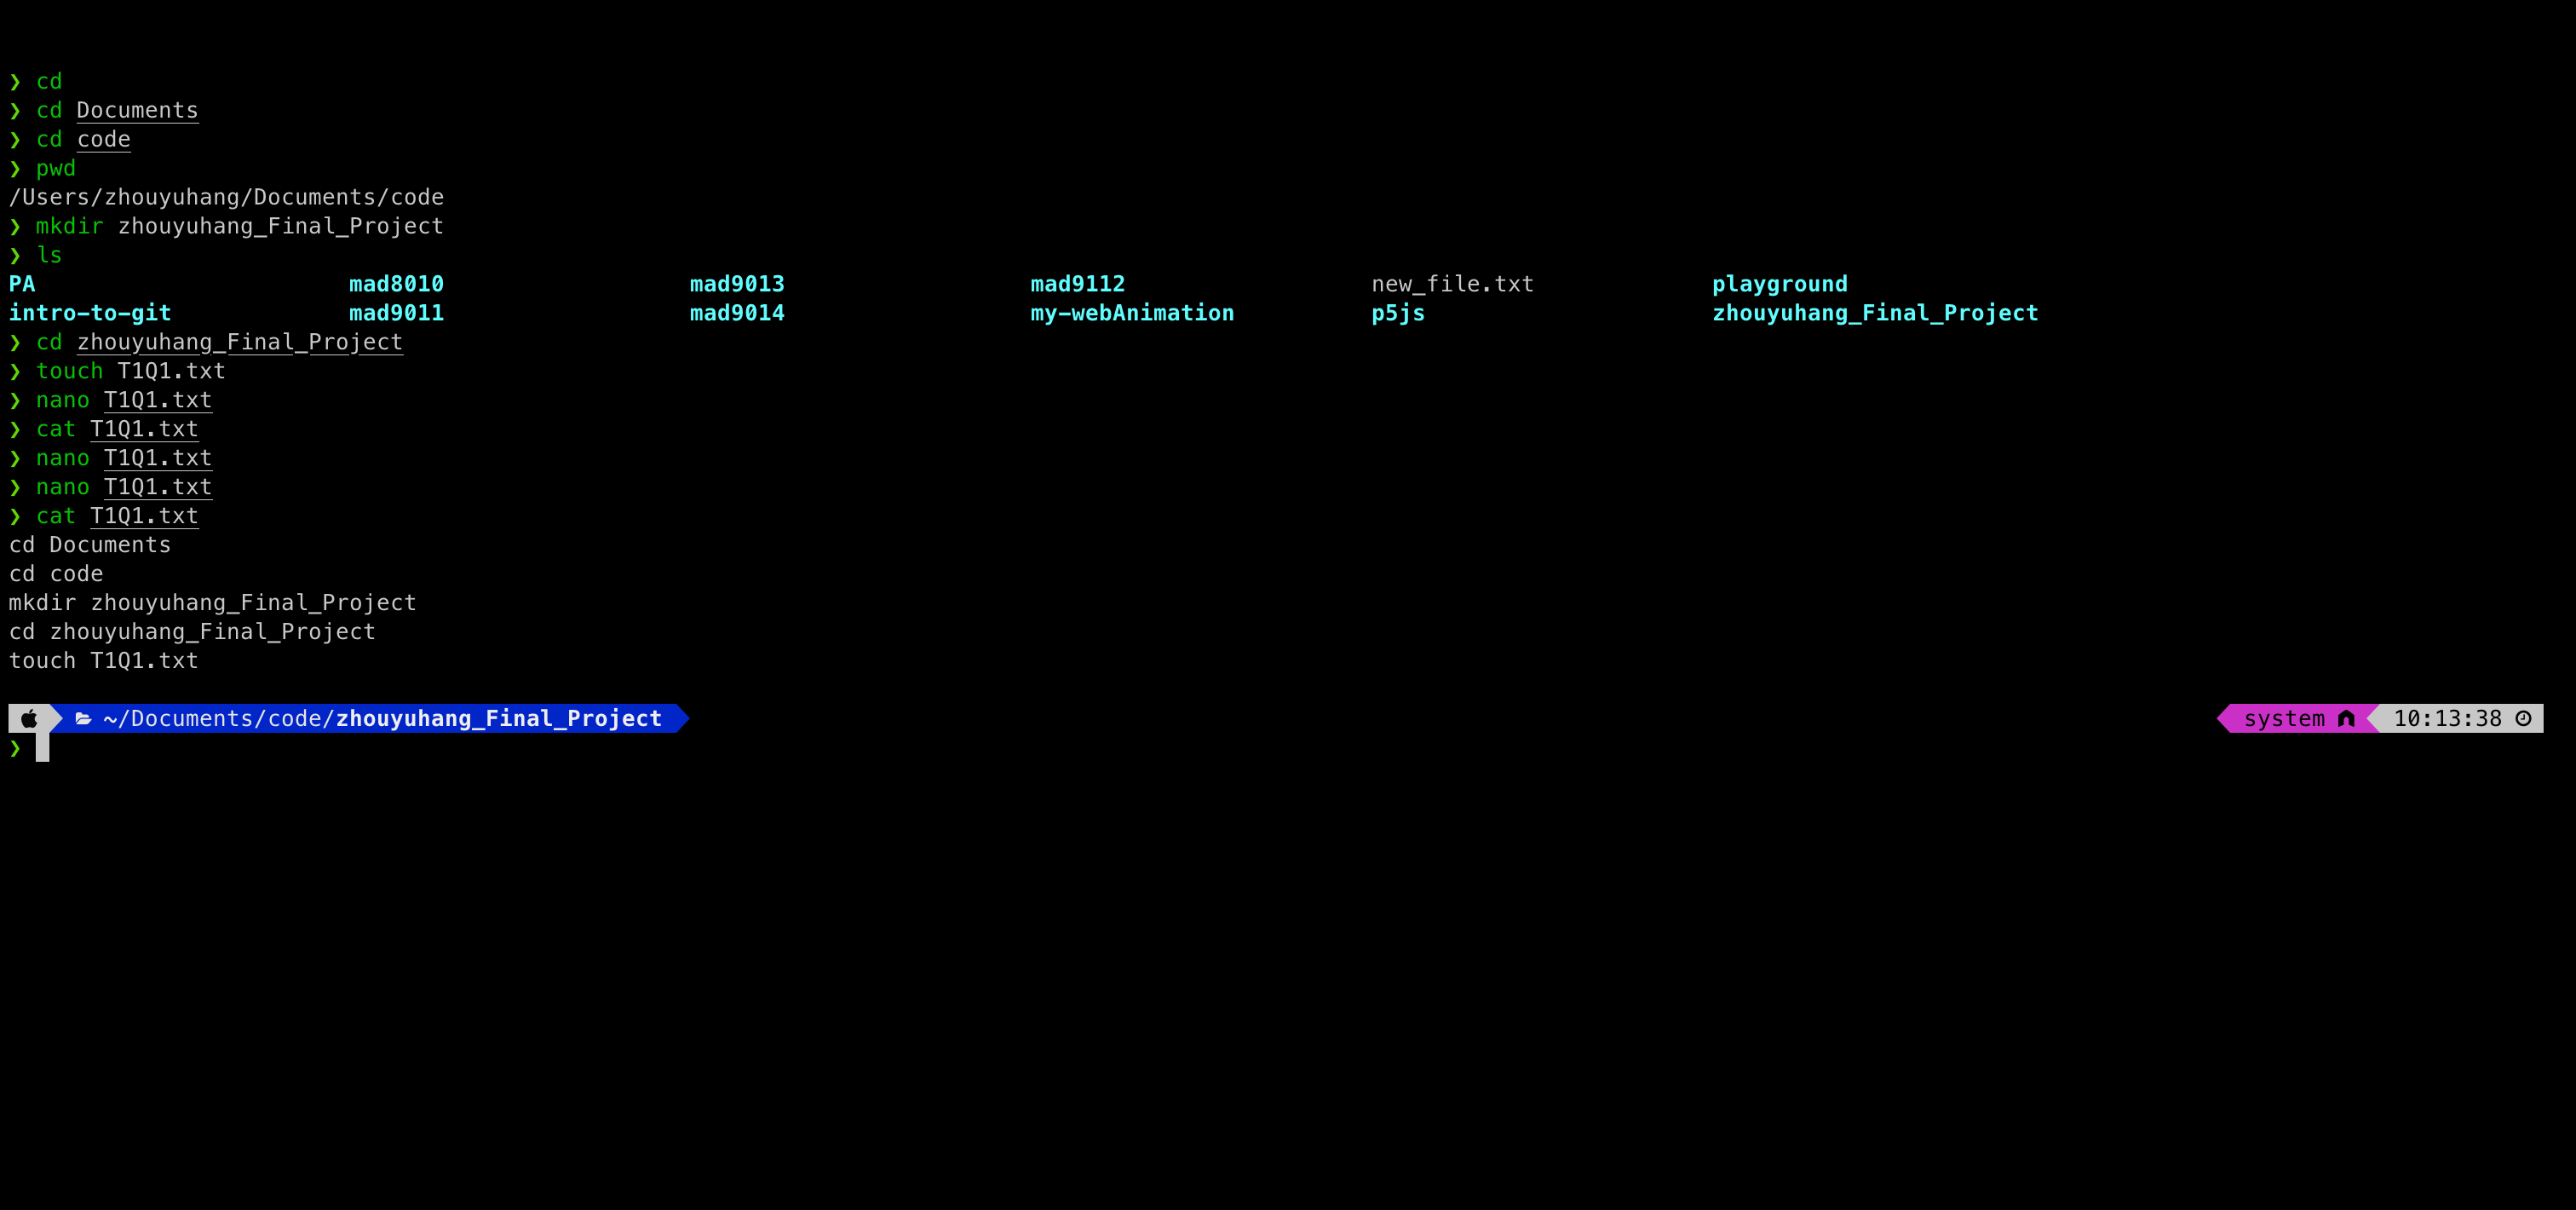 ❯ cd
❯ cd Documents
❯ cd code
❯ pwd
/Users/zhouyuhang/Documents/code
❯ mkdir zhouyuhang_Final_Project
❯ ls
PA mad8010 mad9013 mad9112 new_file.txt playground
intro-to-git mad9011 mad9014 my-webAnimation p5js zhouyuhang_Final_Project
❯ cd zhouyuhang_Final_Project
❯ touch T1Q1.txt
❯ nano T1Q1.txt
❯ cat T1Q1.txt
❯ nano T1Q1.txt
❯ nano T1Q1.txt
❯ cat T1Q1.txt
cd Documents
cd code
mkdir zhouyuhang_Final_Project
cd zhouyuhang_Final_Project
touch T1Q1.txt
~/Documents/code/zhouyuhang_Final_Project system 10:13:38
❯